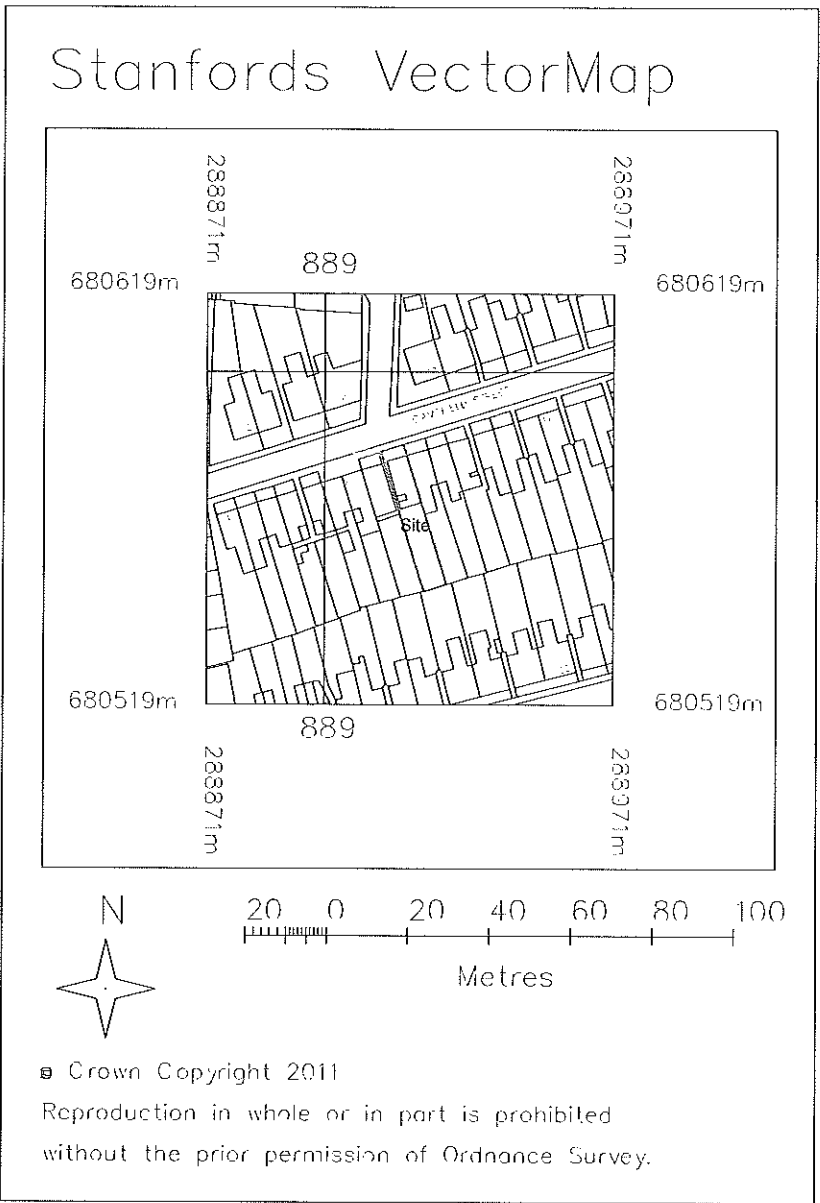 Stanfords VectorMap
288871m
288971m
889
680619m
680619m
Site
680519m
680519m
889
288871m
288971m
N
20 0 20 40 60 80 100
Metres
© Crown Copyright 2011
Reproduction in whole or in part is prohibited
without the prior permission of Ordnance Survey.